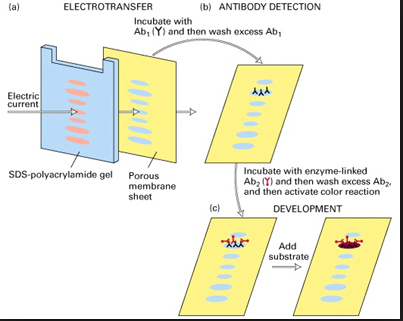 (a) ELECTROTRANSFER
Incubate with
Ab1 (Y) and then wash excess Ab1
(b) ANTIBODY DETECTION
Electric
current
SDS-polyacrylamide gel
Porous
membrane
sheet
Incubate with enzyme-linked
Ab2 (Y) and then wash excess Ab2,
and then activate color reaction
(c) DEVELOPMENT
Add
substrate